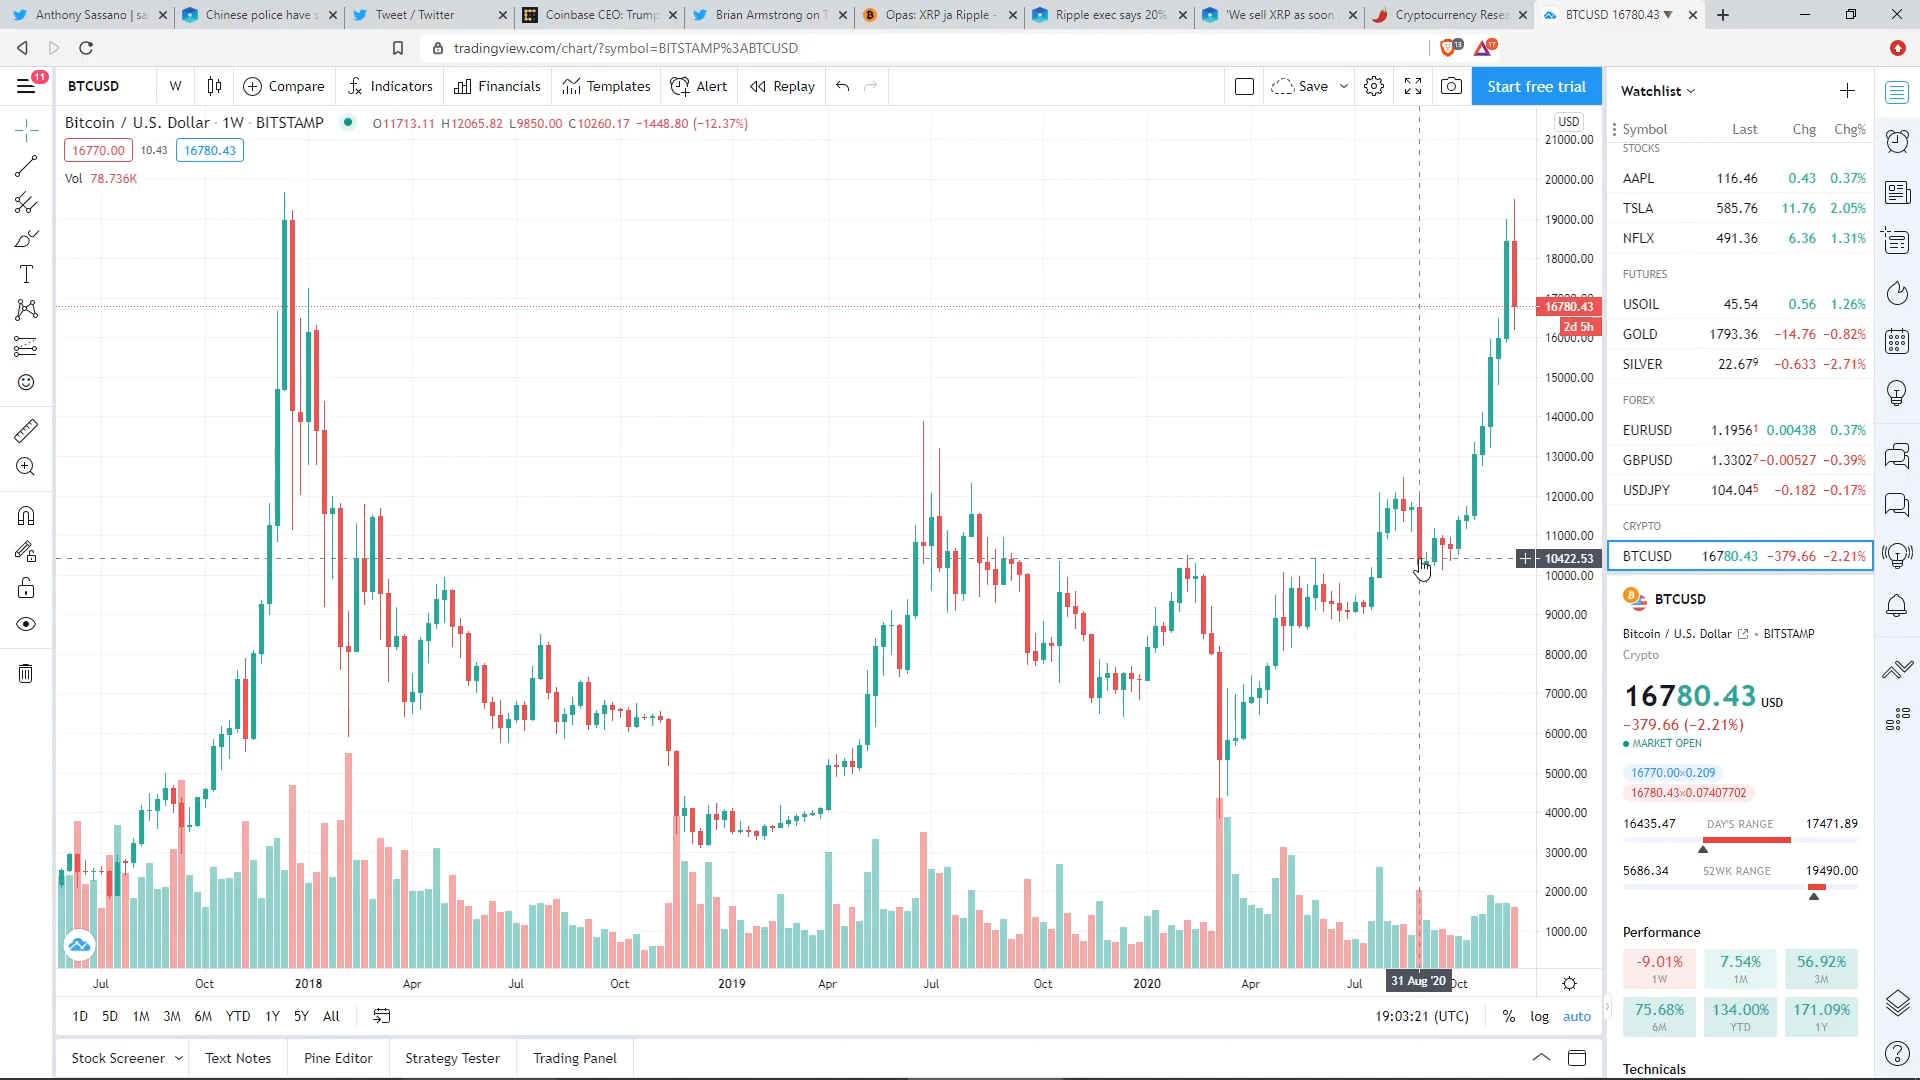 Anthony Sassano | sa
Chinese police have s
Tweet / Twitter
Coinbase CEO: Trump
Brian Armstrong on T
Opas: XRP ja Ripple -
Ripple exec says 20%
'We sell XRP as soon
Cryptocurrency Resea
BTCUSD 16780.43 ▼
tradingview.com/chart/?symbol=BITSTAMP%3ABTCUSD
13
17
11
BTCUSD
W
Compare
Indicators
Financials
Templates
Alert
Replay
Save
Start free trial
Bitcoin / U.S. Dollar · 1W · BITSTAMP
O11713.11 H12065.82 L9850.00 C10260.17 −1448.80 (−12.37%)
16770.00
10.43
16780.43
Vol 78.736K
USD
21000.00
20000.00
19000.00
18000.00
16780.43
2d 5h
16000.00
15000.00
14000.00
13000.00
12000.00
11000.00
10422.53
10000.00
9000.00
8000.00
7000.00
6000.00
5000.00
4000.00
3000.00
2000.00
1000.00
Jul
Oct
2018
Apr
Jul
Oct
2019
Apr
Jul
Oct
2020
Apr
Jul
31 Aug '20
Oct
1D 5D 1M 3M 6M YTD 1Y 5Y All
19:03:21 (UTC)
%
log
auto
Stock Screener
Text Notes
Pine Editor
Strategy Tester
Trading Panel
Watchlist
Symbol Last Chg Chg%
STOCKS
AAPL 116.46 0.43 0.37%
TSLA 585.76 11.76 2.05%
NFLX 491.36 6.36 1.31%
FUTURES
USOIL 45.54 0.56 1.26%
GOLD 1793.36 −14.76 −0.82%
SILVER 22.679 −0.633 −2.71%
FOREX
EURUSD 1.19561 0.00438 0.37%
GBPUSD 1.33027 −0.00527 −0.39%
USDJPY 104.045 −0.182 −0.17%
CRYPTO
BTCUSD 16780.43 −379.66 −2.21%
BTCUSD
Bitcoin / U.S. Dollar • BITSTAMP
Crypto
16780.43 USD
−379.66 (−2.21%)
MARKET OPEN
16770.00×0.209
16780.43×0.07407702
16435.47 DAY'S RANGE 17471.89
5686.34 52WK RANGE 19490.00
Performance
-9.01%
1W
7.54%
1M
56.92%
3M
75.68%
6M
134.00%
YTD
171.09%
1Y
Technicals